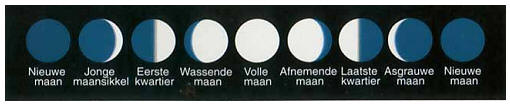 Nieuwe maan
Jonge maansikkel
Eerste kwartier
Wassende maan
Volle maan
Afnemende maan
Laatste kwartier
Asgrauwe maan
Nieuwe maan